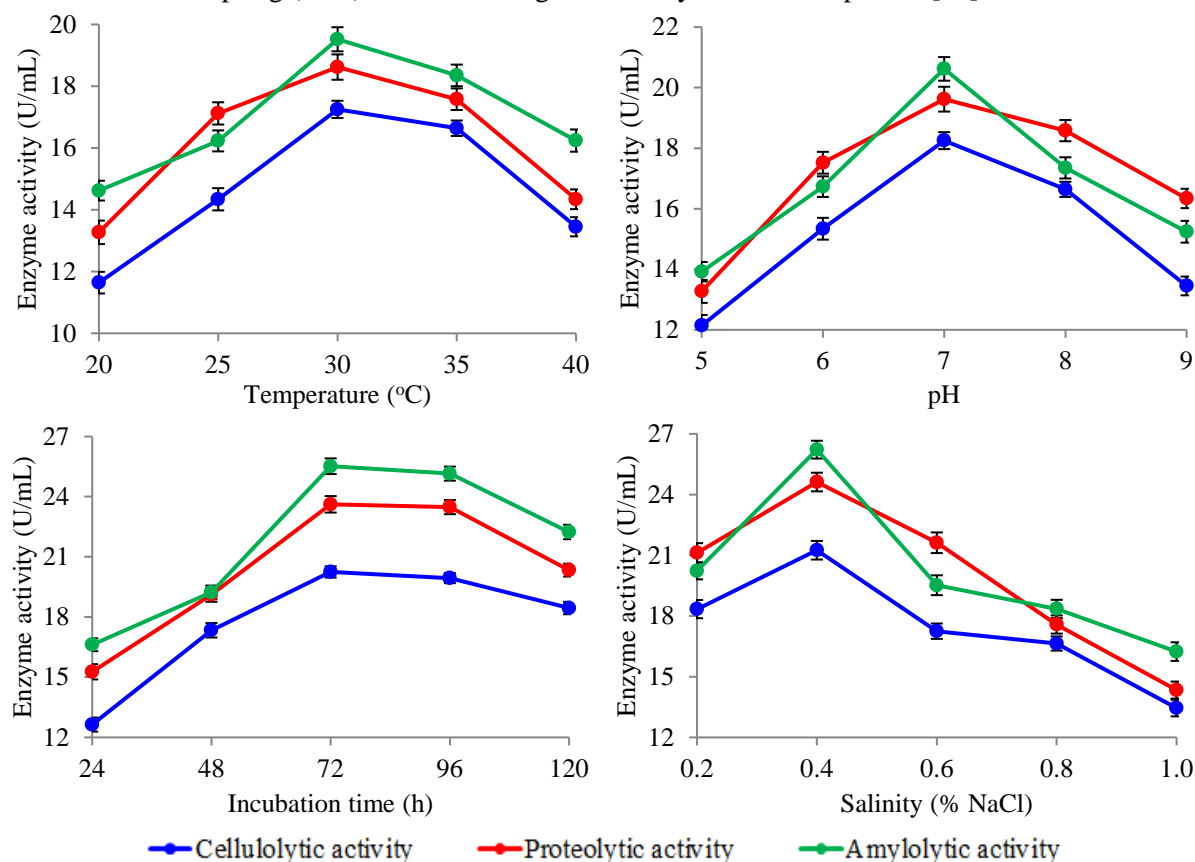 20
18
16
14
12
10
Enzyme activity (U/mL)
20 25 30 35 40
Temperature (°C)
22
20
18
16
14
12
Enzyme activity (U/mL)
5 6 7 8 9
pH
27
24
21
18
15
12
Enzyme activity (U/mL)
24 48 72 96 120
Incubation time (h)
27
24
21
18
15
12
Enzyme activity (U/mL)
0.2 0.4 0.6 0.8 1.0
Salinity (% NaCl)
Cellulolytic activity Proteolytic activity Amylolytic activity